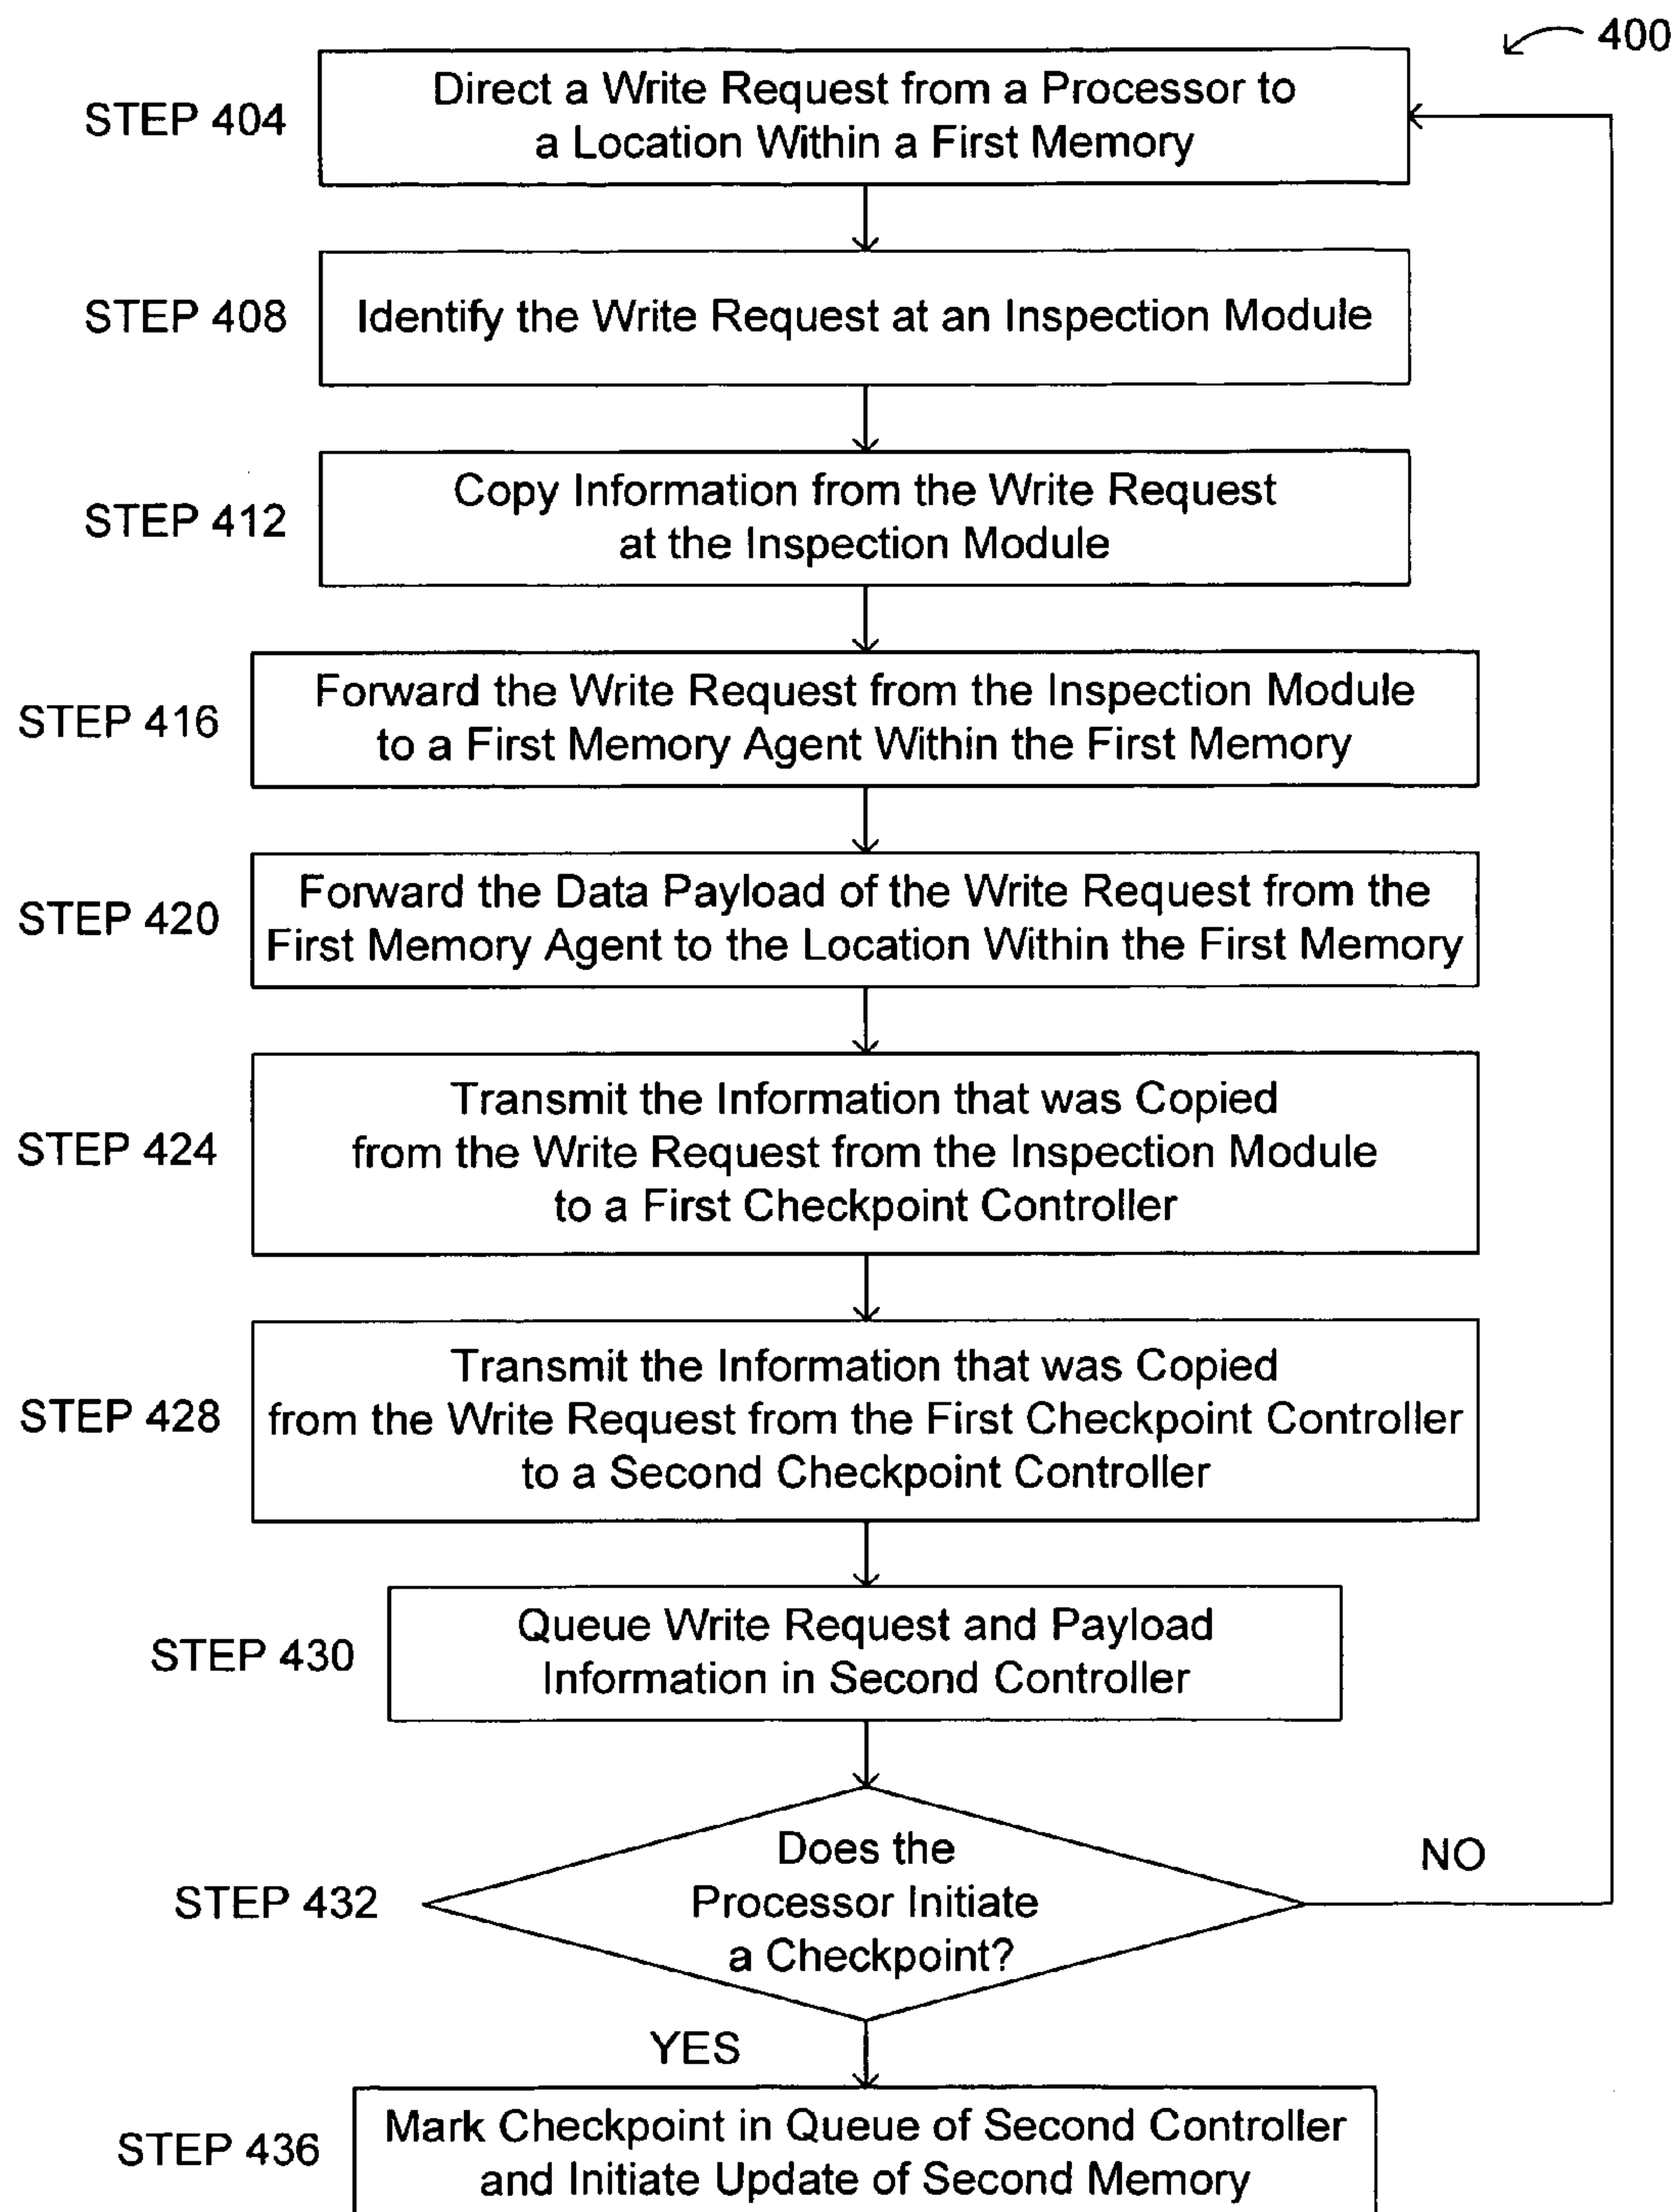 400
STEP 404
Direct a Write Request from a Processor to
a Location Within a First Memory
STEP 408
Identify the Write Request at an Inspection Module
STEP 412
Copy Information from the Write Request
at the Inspection Module
STEP 416
Forward the Write Request from the Inspection Module
to a First Memory Agent Within the First Memory
STEP 420
Forward the Data Payload of the Write Request from the
First Memory Agent to the Location Within the First Memory
STEP 424
Transmit the Information that was Copied
from the Write Request from the Inspection Module
to a First Checkpoint Controller
STEP 428
Transmit the Information that was Copied
from the Write Request from the First Checkpoint Controller
to a Second Checkpoint Controller
STEP 430
Queue Write Request and Payload
Information in Second Controller
STEP 432
Does the
Processor Initiate
a Checkpoint?
NO
YES
STEP 436
Mark Checkpoint in Queue of Second Controller
and Initiate Update of Second Memory